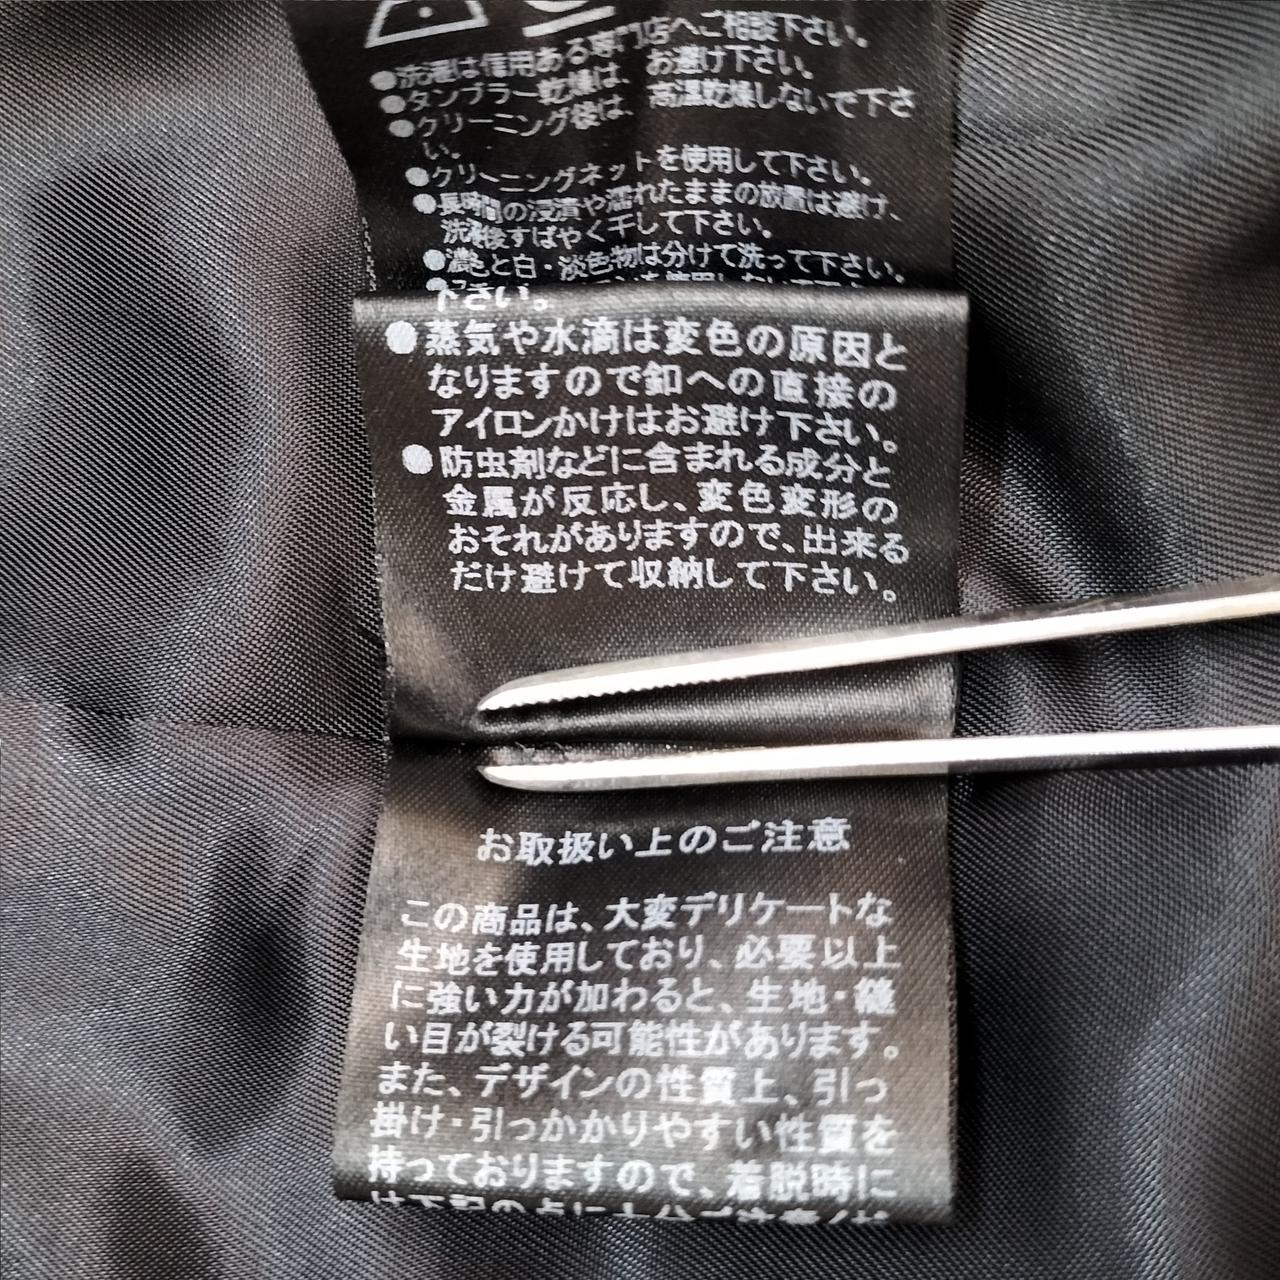 ●洗濯は信用ある専門店へご相談下さい。
●タンブラー乾燥は、お避け下さい。
●クリーニング後は、高温乾燥しないで下さ
い。
●クリーニングネットを使用して下さい。
●長時間の浸漬や濡れたままの放置は避け、
洗濯後すばやく干して下さい。
●濃色と白・淡色物は分けて洗って下さい。
下さい。
●蒸気や水滴は変色の原因と
なりますので釦への直接の
アイロンかけはお避け下さい。
●防虫剤などに含まれる成分と
金属が反応し、変色変形の
おそれがありますので、出来る
だけ避けて収納して下さい。
お取扱い上のご注意
この商品は、大変デリケートな
生地を使用しており、必要以上
に強い力が加わると、生地・縫
い目が裂ける可能性があります。
また、デザインの性質上、引っ
掛け・引っかかりやすい性質を
持っておりますので、着脱時に
は下記の点に十分ご注意くだ